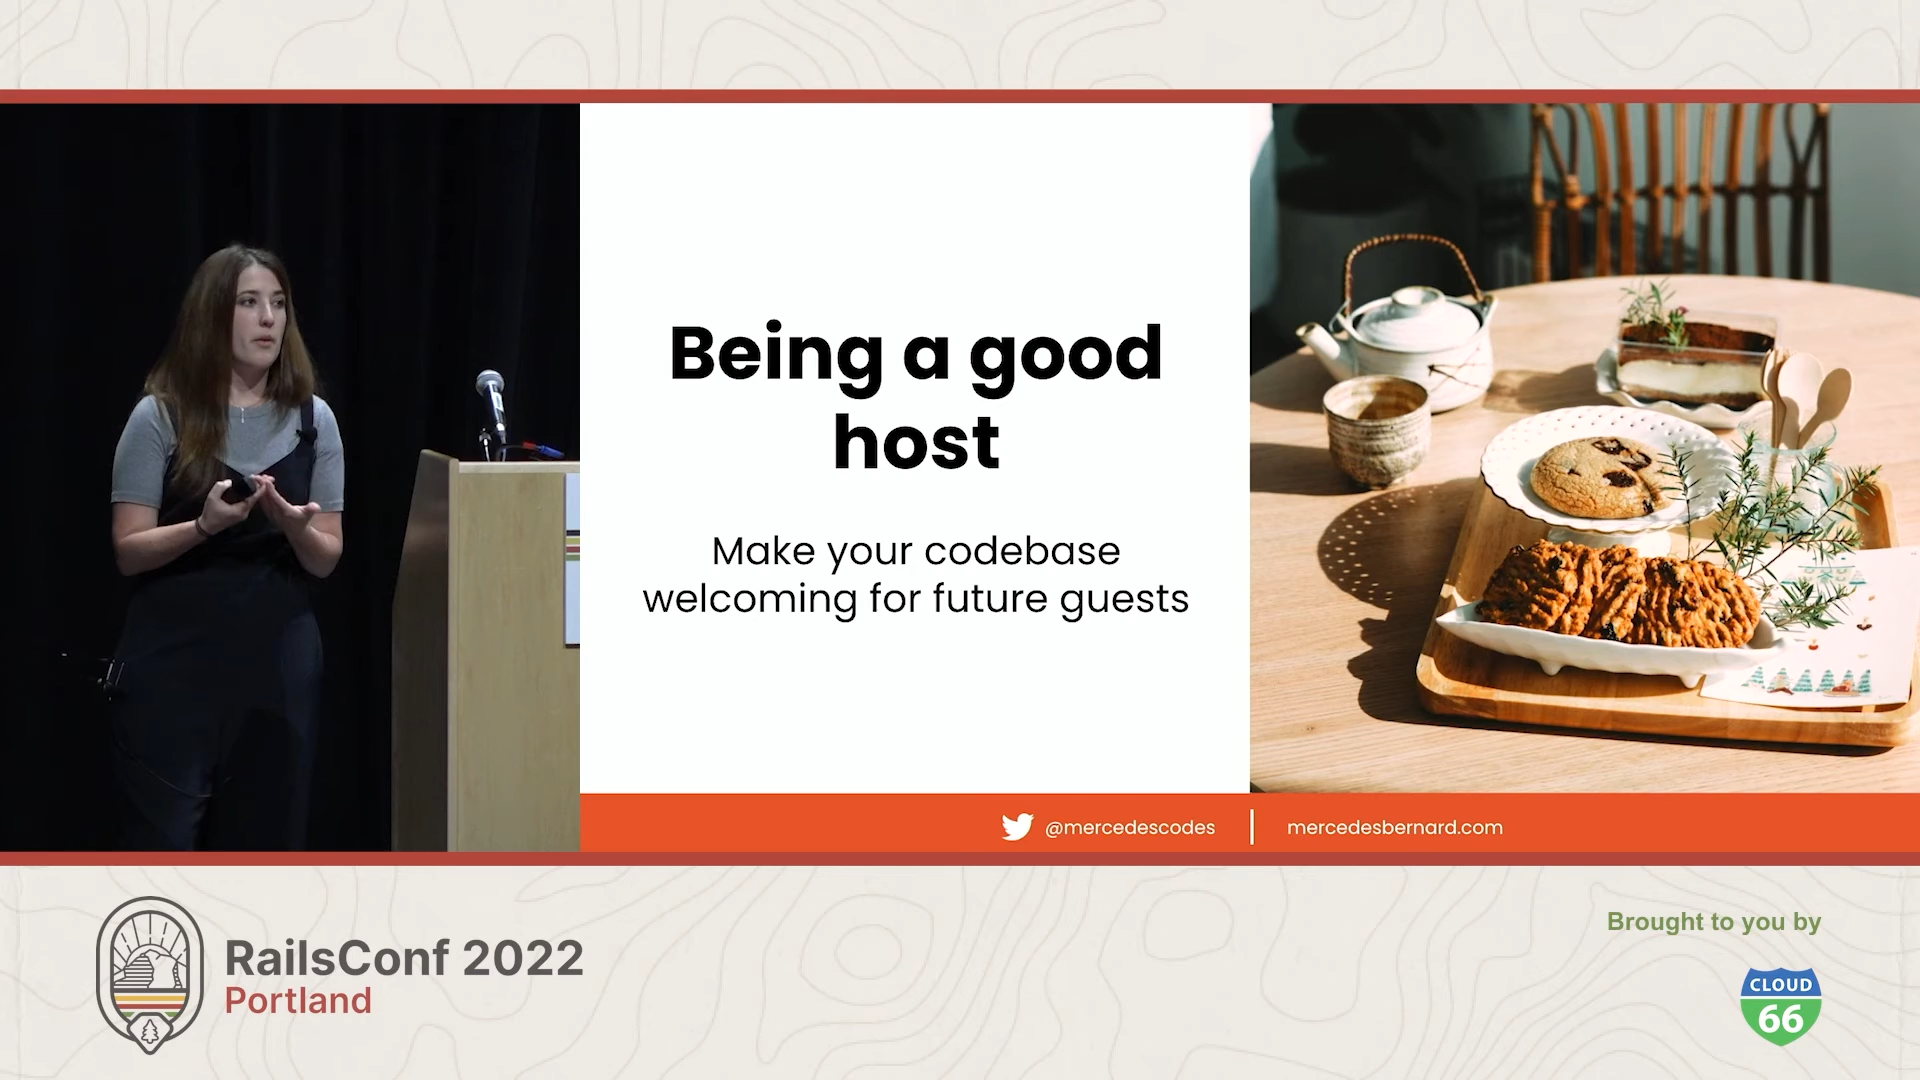 Being a good
host
Make your codebase
welcoming for future guests
@mercedescodes
mercedesbernard.com
RailsConf 2022
Portland
Brought to you by
CLOUD
66